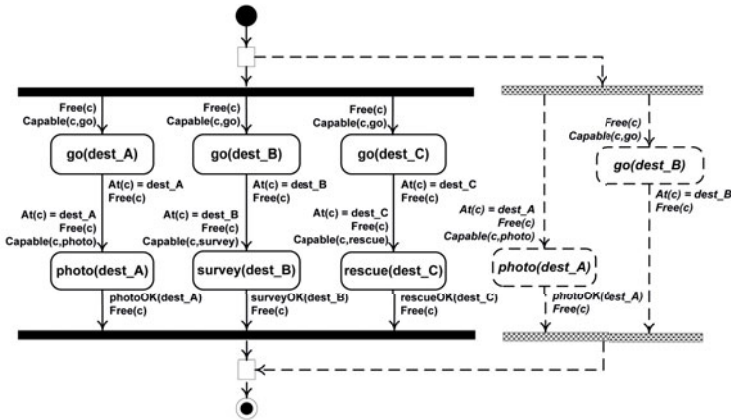 Free(c)
Capable(c,go)
go(dest_A)
At(c) = dest_A
Free(c)
At(c) = dest_A
Free(c)
Capable(c,photo)
photo(dest_A)
photoOK(dest_A)
Free(c)
Free(c)
Capable(c,go)
go(dest_B)
At(c) = dest_B
Free(c)
At(c) = dest_B
Free(c)
Capable(c,survey)
survey(dest_B)
surveyOK(dest_B)
Free(c)
Free(c)
Capable(c,go)
go(dest_C)
At(c) = dest_C
Free(c)
At(c) = dest_C
Free(c)
Capable(c,rescue)
rescue(dest_C)
rescueOK(dest_C)
Free(c)
At(c) = dest_A
Free(c)
Capable(c,photo)
photo(dest_A)
photoOK(dest_A)
Free(c)
Free(c)
Capable(c,go)
go(dest_B)
At(c) = dest_B
Free(c)